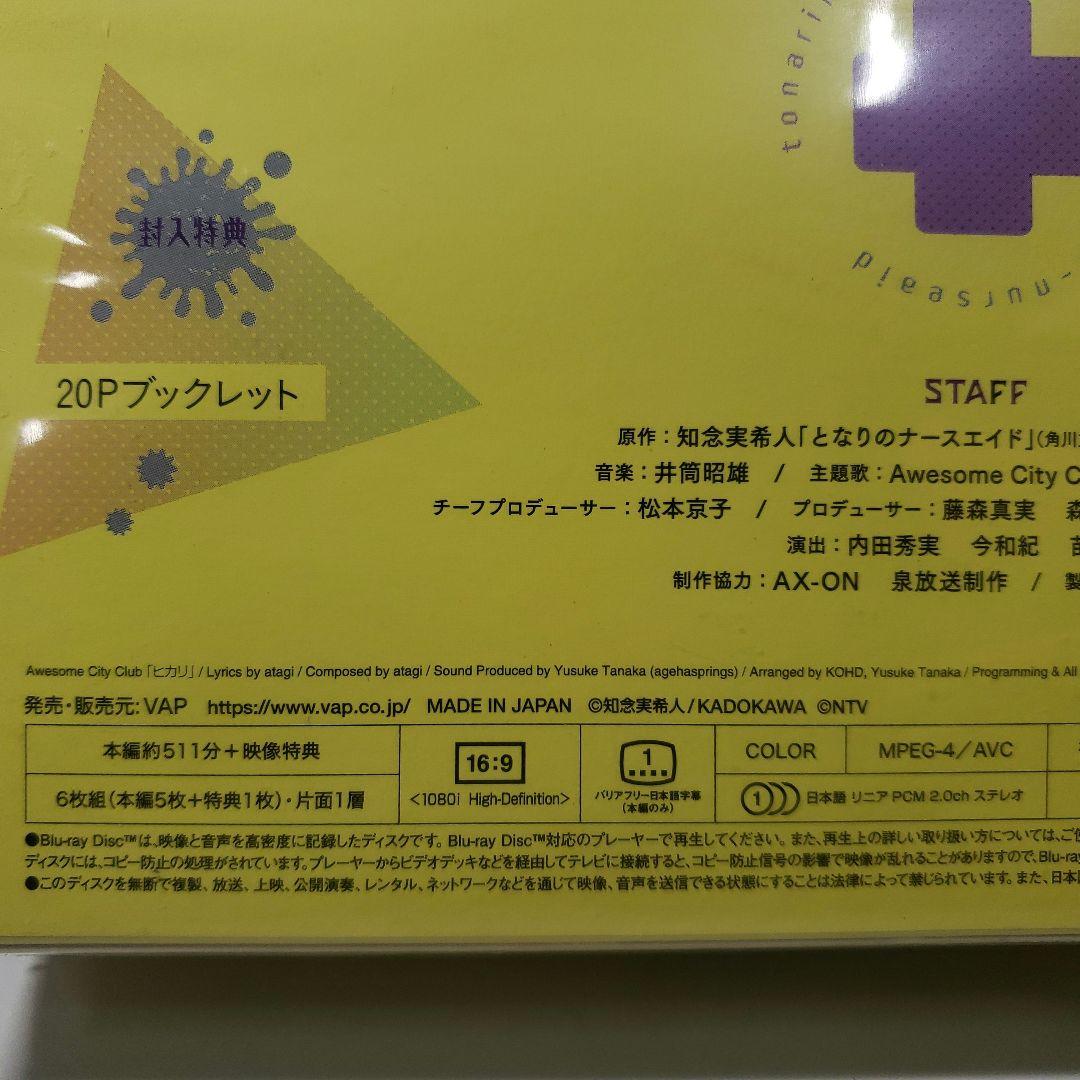 tonari
nurseaid
封入特典
20Pブックレット
STAFF
原作：知念実希人「となりのナースエイド」（角川
音楽：井筒昭雄 / 主題歌：Awesome City C
チーフプロデューサー：松本京子 / プロデューサー：藤森真実 森
演出：内田秀実 今和紀 苗
制作協力：AX-ON 泉放送制作 / 製
Awesome City Club「ヒカリ」/ Lyrics by atagi / Composed by atagi / Sound Produced by Yusuke Tanaka (agehasprings) / Arranged by KOHD, Yusuke Tanaka / Programming & All
発売・販売元：VAP https://www.vap.co.jp/ MADE IN JAPAN ©知念実希人/KADOKAWA ©NTV
本編約511分＋映像特典
6枚組（本編5枚＋特典1枚）・片面1層
16:9
<1080i High-Definition>
1
バリアフリー日本語字幕
（本編のみ）
COLOR
MPEG-4／AVC
1 日本語 リニアPCM 2.0ch ステレオ
●Blu-ray Disc™は、映像と音声を高密度に記録したディスクです。Blu-ray Disc™対応のプレーヤーで再生してください。また、再生上の詳しい取り扱い方については、ご使
ディスクには、コピー防止の処理がされています。プレーヤーからビデオデッキなどを経由してテレビに接続すると、コピー防止信号の影響で映像が乱れることがありますので、Blu-ray
●このディスクを無断で複製、放送、上映、公開演奏、レンタル、ネットワークなどを通じて映像、音声を送信できる状態にすることは法律によって禁じられています。また、日本国